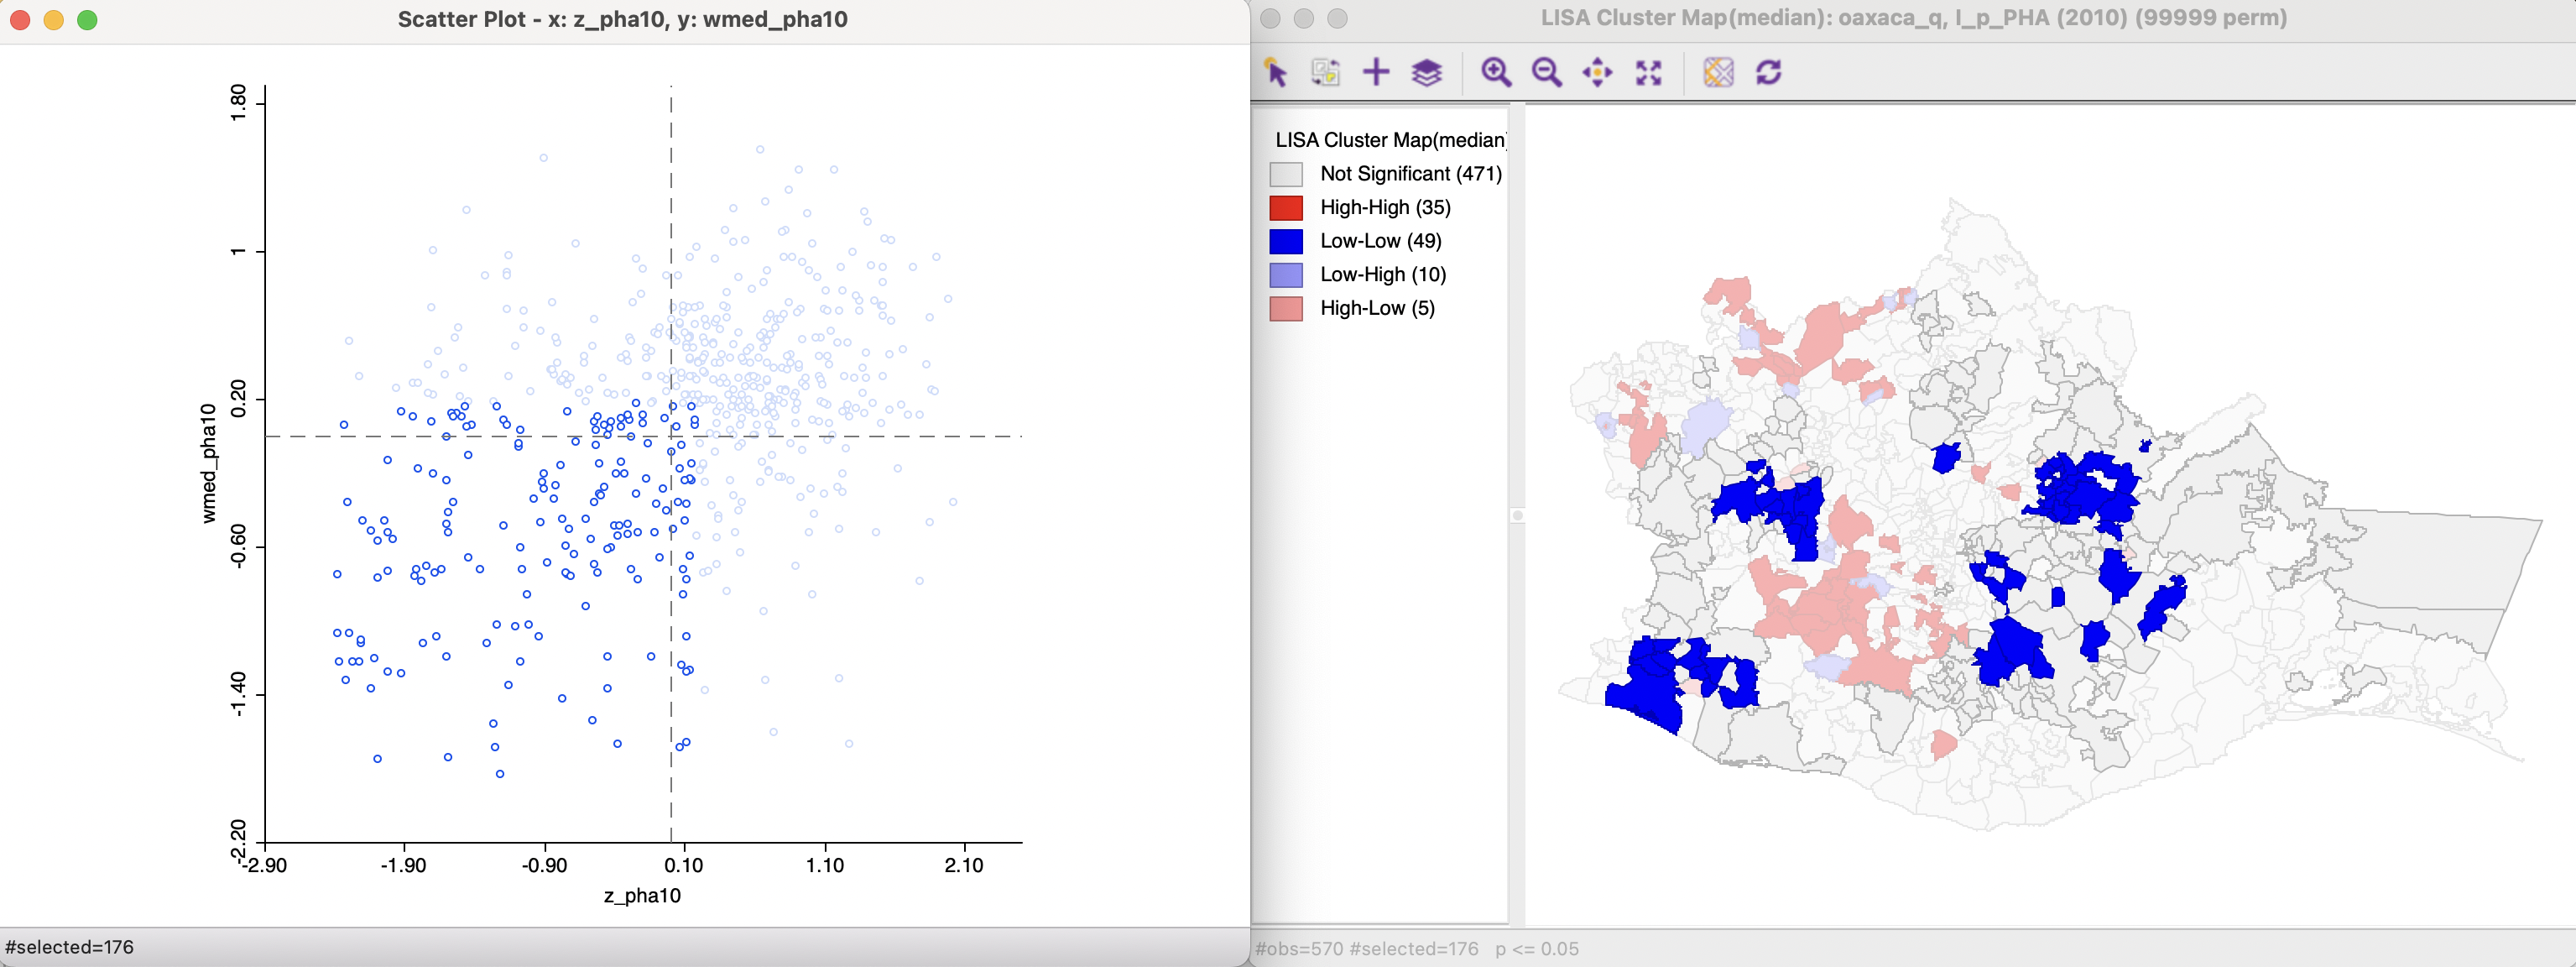 Scatter Plot - x: z_pha10, y: wmed_pha10
1.80
1
0.20
-0.60
-1.40
-2.20
wmed_pha10
-2.90
-1.90
-0.90
0.10
1.10
2.10
z_pha10
#selected=176
LISA Cluster Map(median): oaxaca_q, I_p_PHA (2010) (99999 perm)
LISA Cluster Map(median)
Not Significant (471)
High-High (35)
Low-Low (49)
Low-High (10)
High-Low (5)
#obs=570 #selected=176 p <= 0.05